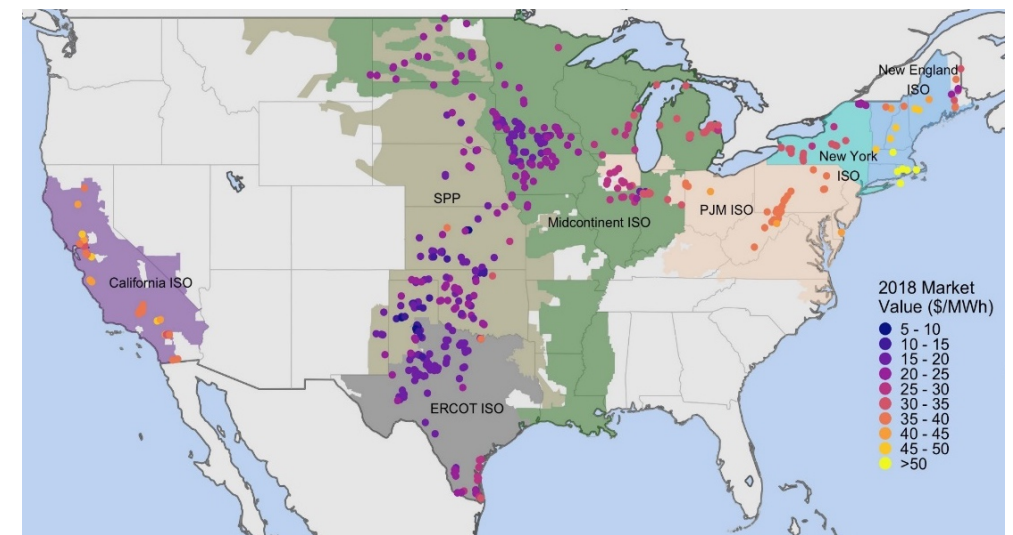 New England
ISO
New York
ISO
SPP
Midcontinent ISO
PJM ISO
California ISO
ERCOT ISO
2018 Market
Value ($/MWh)
5 - 10
10 - 15
15 - 20
20 - 25
25 - 30
30 - 35
35 - 40
40 - 45
45 - 50
>50